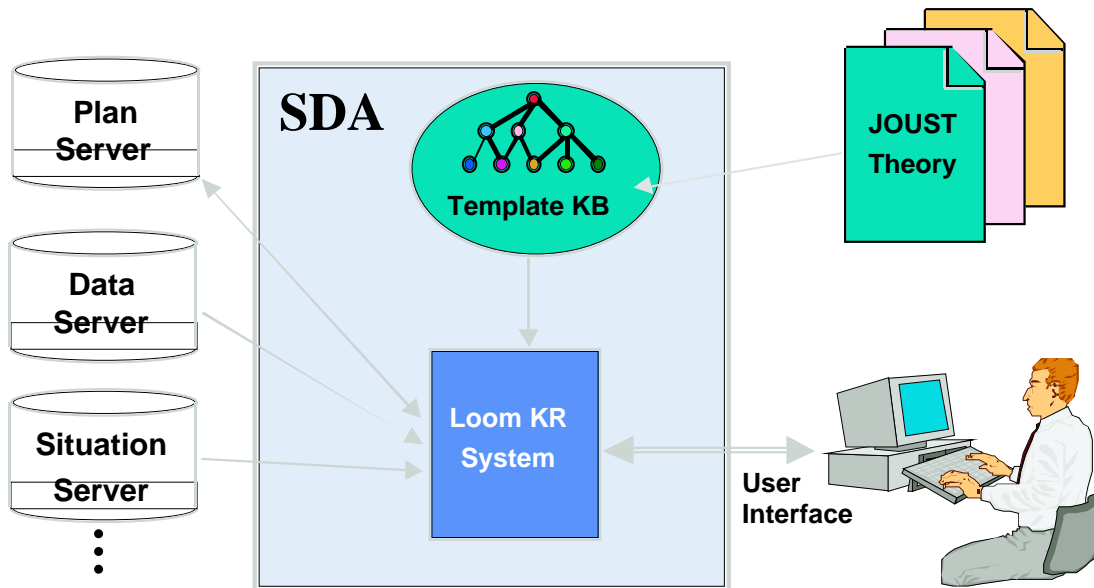 Plan
Server
Data
Server
Situation
Server
SDA
Template KB
Loom KR
System
JOUST
Theory
User
Interface